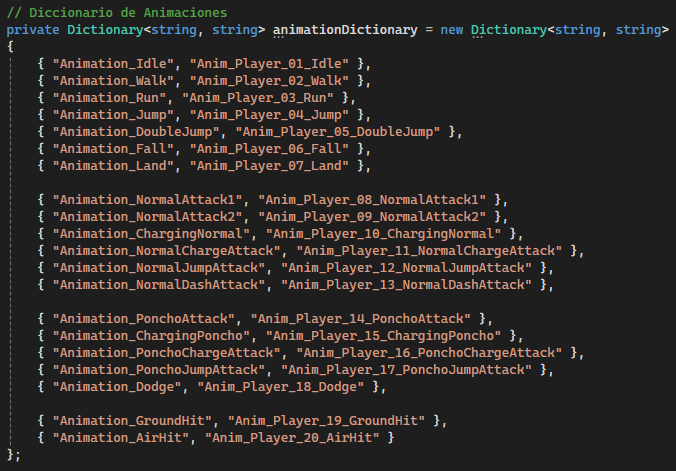 // Diccionario de Animaciones
private Dictionary<string, string> animationDictionary = new Dictionary<string, string>
{
{ "Animation_Idle", "Anim_Player_01_Idle" },
{ "Animation_Walk", "Anim_Player_02_Walk" },
{ "Animation_Run", "Anim_Player_03_Run" },
{ "Animation_Jump", "Anim_Player_04_Jump" },
{ "Animation_DoubleJump", "Anim_Player_05_DoubleJump" },
{ "Animation_Fall", "Anim_Player_06_Fall" },
{ "Animation_Land", "Anim_Player_07_Land" },
{ "Animation_NormalAttack1", "Anim_Player_08_NormalAttack1" },
{ "Animation_NormalAttack2", "Anim_Player_09_NormalAttack2" },
{ "Animation_ChargingNormal", "Anim_Player_10_ChargingNormal" },
{ "Animation_NormalChargeAttack", "Anim_Player_11_NormalChargeAttack" },
{ "Animation_NormalJumpAttack", "Anim_Player_12_NormalJumpAttack" },
{ "Animation_NormalDashAttack", "Anim_Player_13_NormalDashAttack" },
{ "Animation_PonchoAttack", "Anim_Player_14_PonchoAttack" },
{ "Animation_ChargingPoncho", "Anim_Player_15_ChargingPoncho" },
{ "Animation_PonchoChargeAttack", "Anim_Player_16_PonchoChargeAttack" },
{ "Animation_PonchoJumpAttack", "Anim_Player_17_PonchoJumpAttack" },
{ "Animation_Dodge", "Anim_Player_18_Dodge" },
{ "Animation_GroundHit", "Anim_Player_19_GroundHit" },
{ "Animation_AirHit", "Anim_Player_20_AirHit" }
};